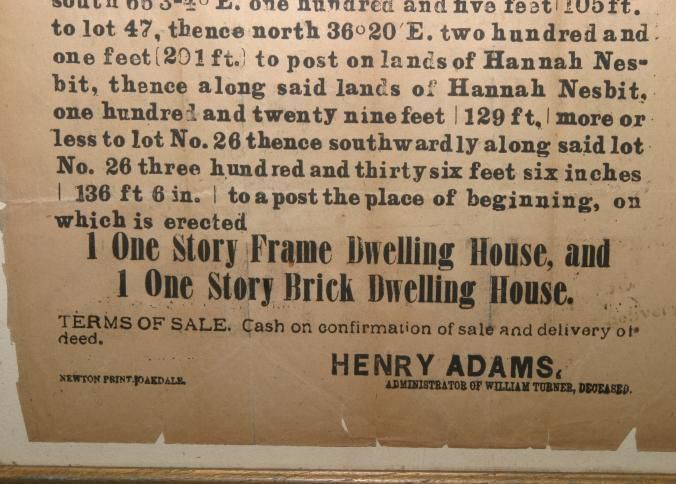 south 65 3-4° E. one hundred and five feet | 105 ft.
to lot 47, thence north 36° 20′ E. two hundred and
one feet [201 ft.] to post on lands of Hannah Nes-
bit, thence along said lands of Hannah Nesbit,
one hundred and twenty nine feet | 129 ft, | more or
less to lot No. 26 thence southwardly along said lot
No. 26 three hundred and thirty six feet six inches
| 136 ft 6 in. | to a post the place of beginning, on
which is erected
1 One Story Frame Dwelling House, and
1 One Story Brick Dwelling House.
TERMS OF SALE. Cash on confirmation of sale and delivery of
deed.
HENRY ADAMS,
ADMINISTRATOR OF WILLIAM TURNER, DECEASED.
NEWTON PRINT, OAKDALE.